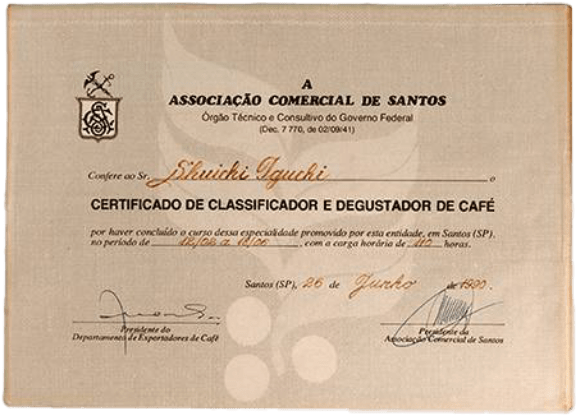 A
ASSOCIAÇÃO COMERCIAL DE SANTOS
Órgão Técnico e Consultivo do Governo Federal
(Dec. 7 770, de 02/09/41)
Confere ao Sr. Shuichi Iguchi o
CERTIFICADO DE CLASSIFICADOR E DEGUSTADOR DE CAFÉ
por haver concluído o curso dessa especialidade promovido por esta entidade, em Santos (SP),
no período de a , com a carga horária de 110 horas.
Santos (SP), 26 de Junho de 1990.
Presidente do
Departamento de Exportadores de Café
Presidente da
Associação Comercial de Santos